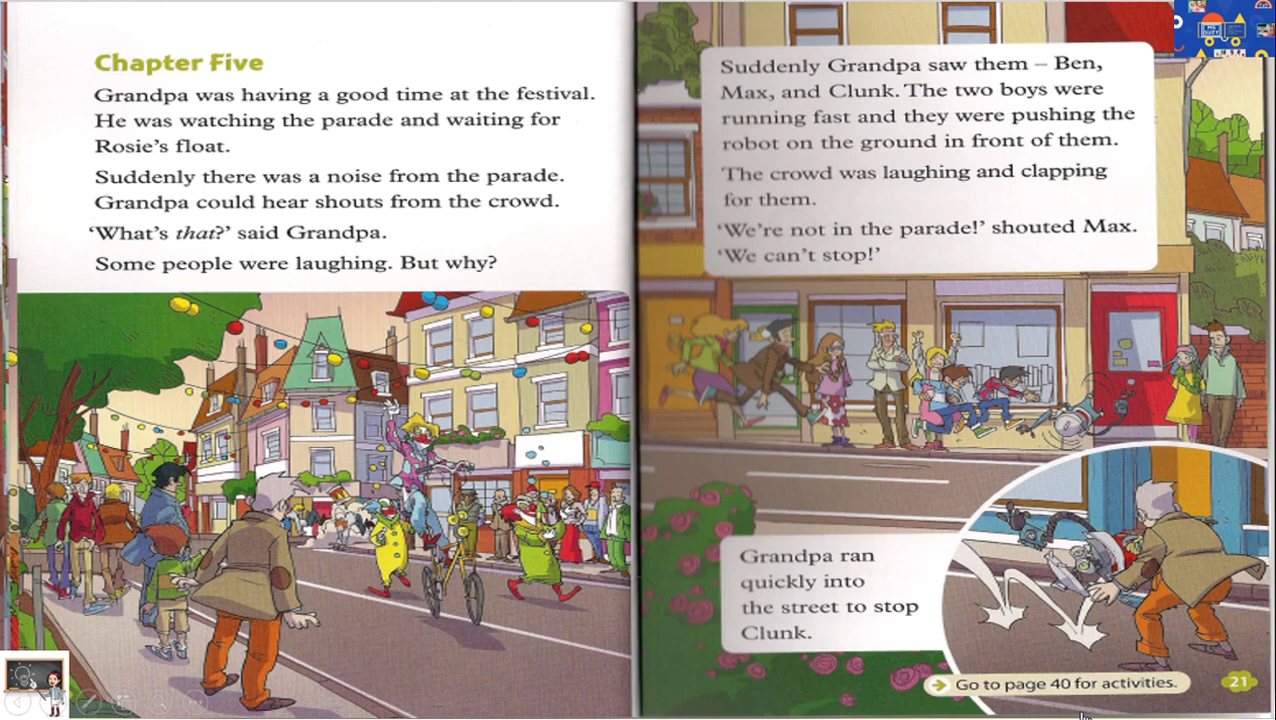 Chapter Five
Grandpa was having a good time at the festival.
He was watching the parade and waiting for
Rosie's float.
Suddenly there was a noise from the parade.
Grandpa could hear shouts from the crowd.
‘What's that?’ said Grandpa.
Some people were laughing. But why?
Suddenly Grandpa saw them – Ben,
Max, and Clunk. The two boys were
running fast and they were pushing the
robot on the ground in front of them.
The crowd was laughing and clapping
for them.
‘We're not in the parade!’ shouted Max.
‘We can't stop!’
Grandpa ran
quickly into
the street to stop
Clunk.
Go to page 40 for activities.
21